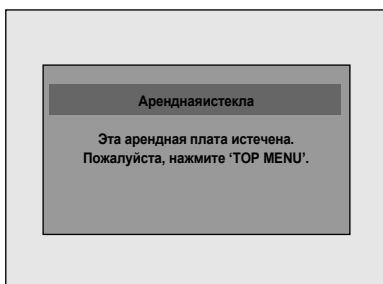 Аренднаяистекла
Эта арендная плата истечена.
Пожалуйста, нажмите ‘TOP MENU’.